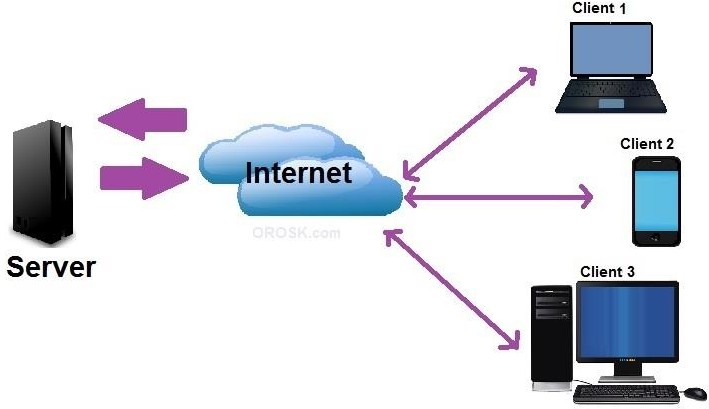 Client 1
Client 2
Internet
OROSK.com
Server
Client 3